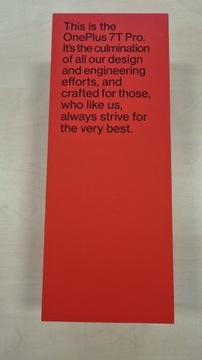 This is the
OnePlus 7T Pro.
It's the culmination
of all our design
and engineering
efforts, and
crafted for those,
who like us,
always strive for
the very best.